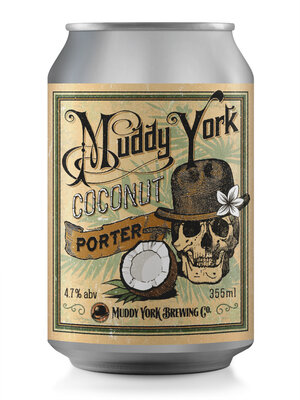 Muddy York
COCONUT
PORTER
4.7% abv
355ml
MUDDY YORK BREWING CO.